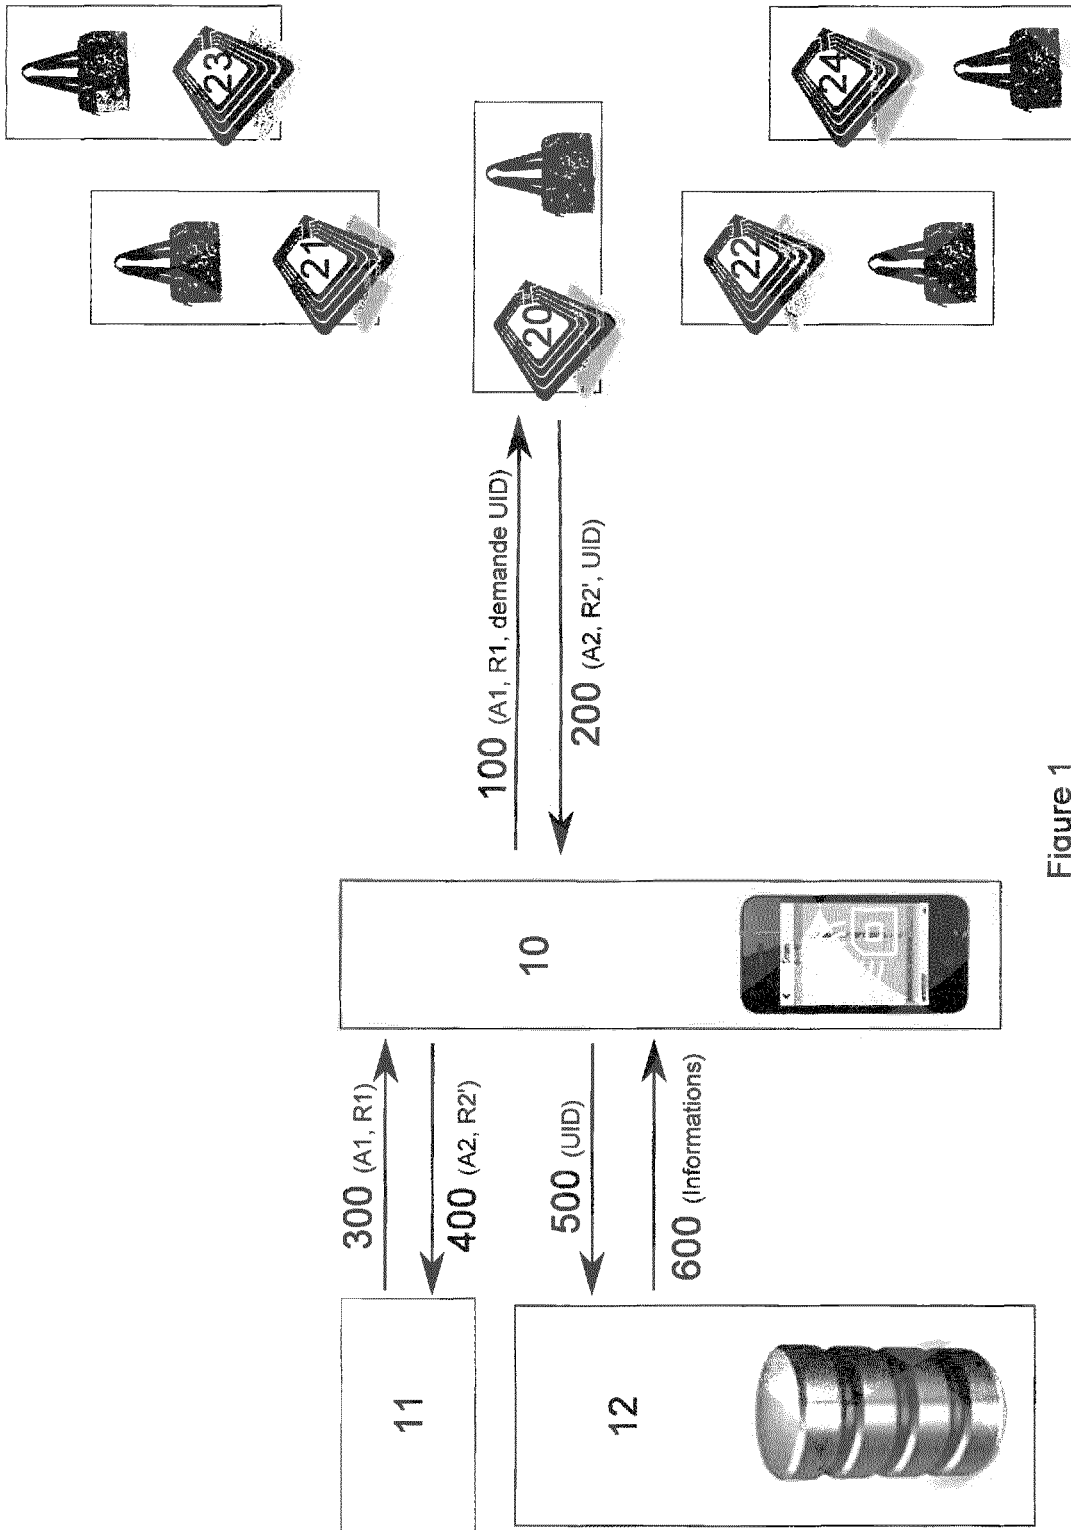 23
21
20
22
24
100 (A1, R1, demande UID)
200 (A2, R2', UID)
10
Scan
300 (A1, R1)
400 (A2, R2')
500 (UID)
600 (Informations)
11
12
Figure 1